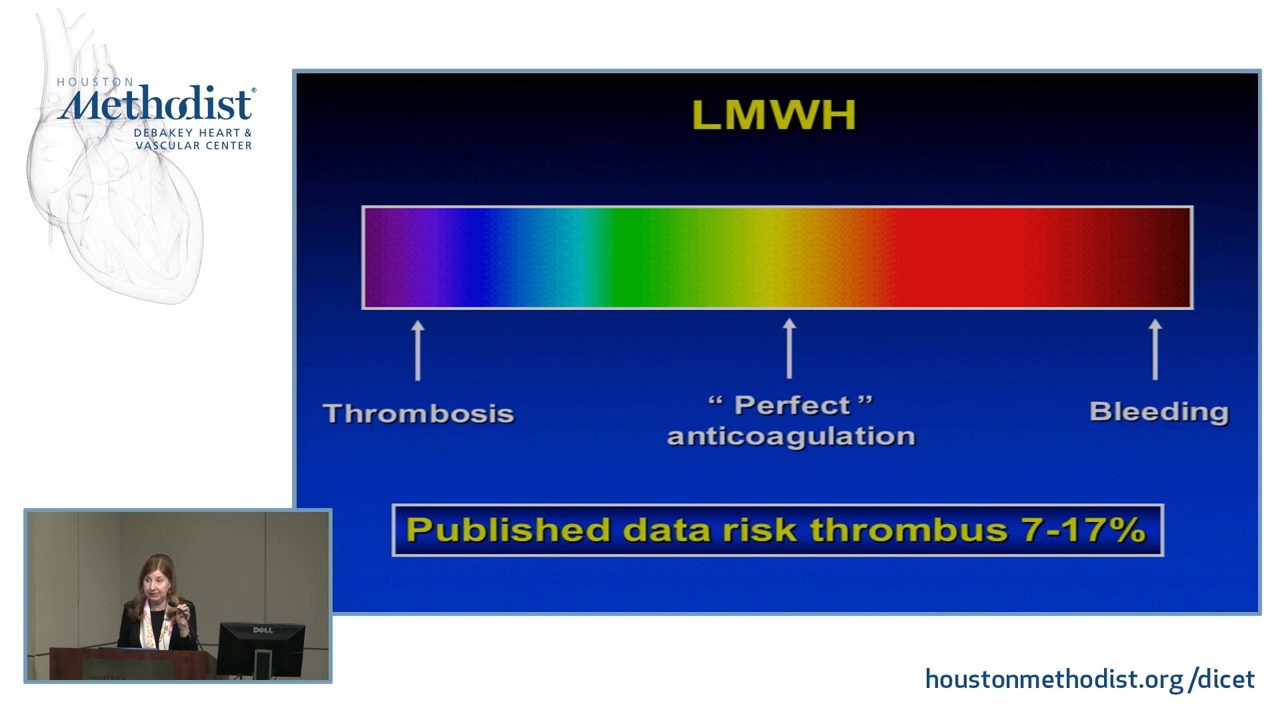 HOUSTON
Methodist®
DEBAKEY HEART &
VASCULAR CENTER
LMWH
Thrombosis
“ Perfect ”
anticoagulation
Bleeding
Published data risk thrombus 7-17%
DELL
houstonmethodist.org/dicet